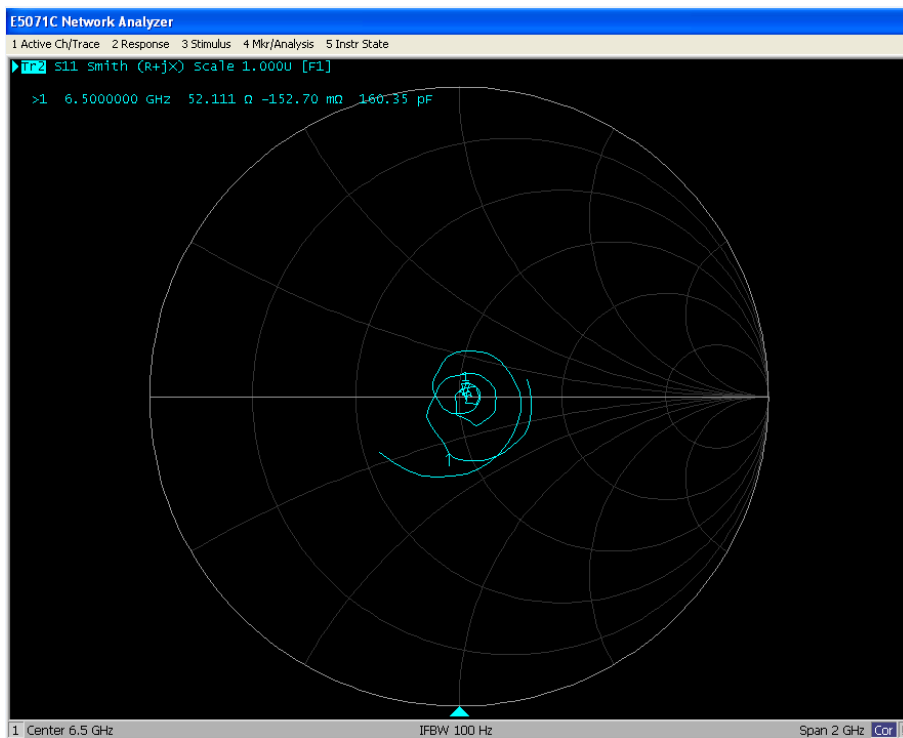 E5071C Network Analyzer
1 Active Ch/Trace 2 Response 3 Stimulus 4 Mkr/Analysis 5 Instr State
Tr2 S11 Smith (R+jX) Scale 1.000U [F1]
>1 6.5000000 GHz 52.111 Ω -152.70 mΩ 160.35 pF
1 Center 6.5 GHz IFBW 100 Hz Span 2 GHz Cor